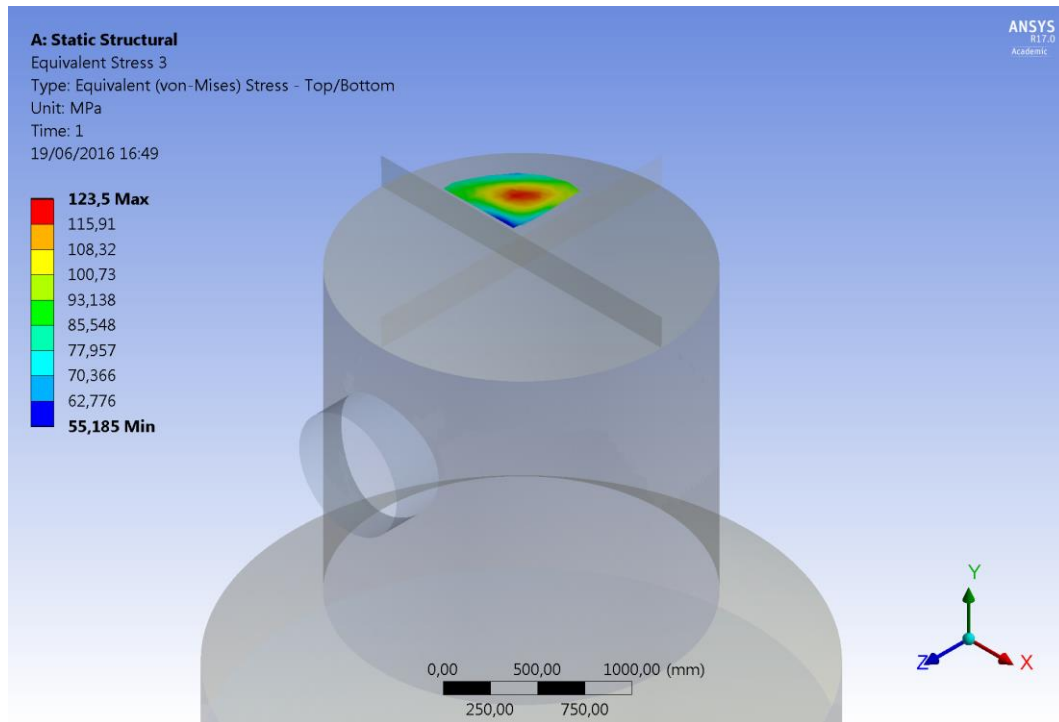 A: Static Structural
Equivalent Stress 3
Type: Equivalent (von-Mises) Stress - Top/Bottom
Unit: MPa
Time: 1
19/06/2016 16:49
ANSYS
R17.0
Academic
123,5 Max
115,91
108,32
100,73
93,138
85,548
77,957
70,366
62,776
55,185 Min
0,00 500,00 1000,00 (mm)
250,00 750,00
Y
Z X